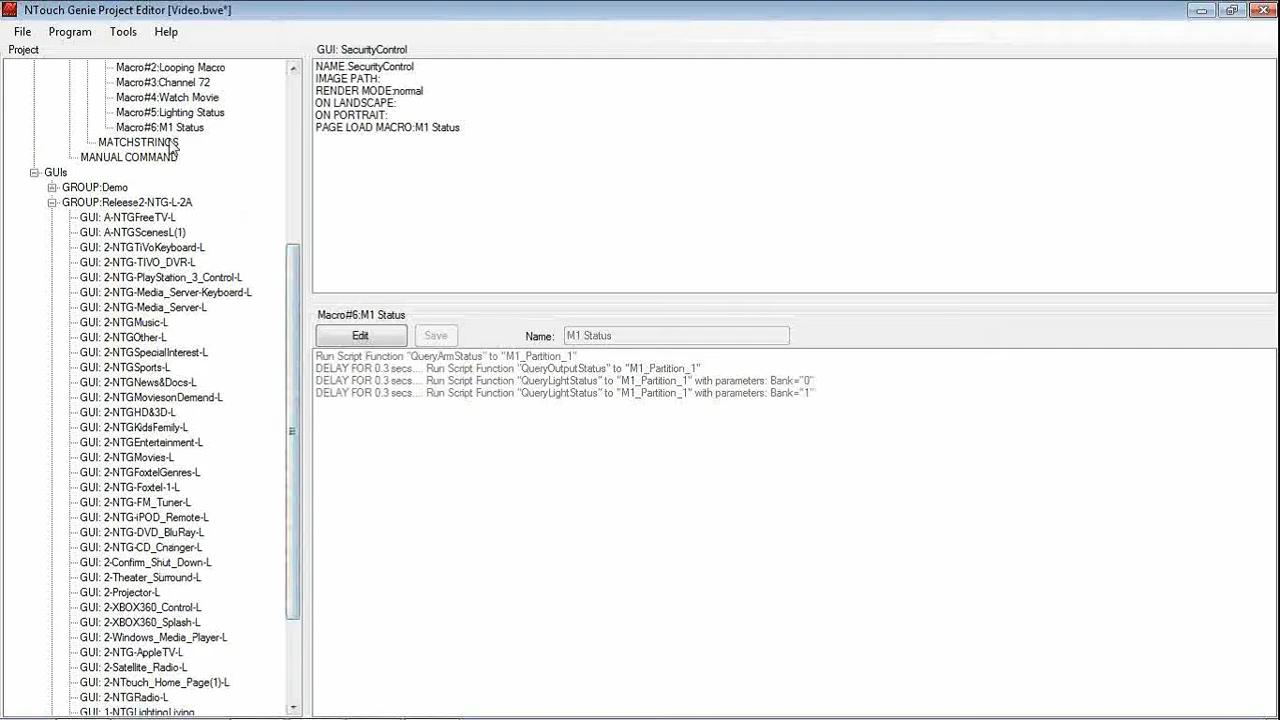 NTouch Genie Project Editor [Video.bwe*]
File Program Tools Help
Project
Macro#2:Looping Macro
Macro#3:Channel 72
Macro#4:Watch Movie
Macro#5:Lighting Status
Macro#6:M1 Status
MATCHSTRINGS
MANUAL COMMAND
GUIs
GROUP:Demo
GROUP:Release2-NTG-L-2A
GUI: A-NTGFreeTV-L
GUI: A-NTGScenesL(1)
GUI: 2-NTGTiVoKeyboard-L
GUI: 2-NTG-TIVO_DVR-L
GUI: 2-NTG-PlayStation_3_Control-L
GUI: 2-NTG-Media_Server-Keyboard-L
GUI: 2-NTG-Media_Server-L
GUI: 2-NTGMusic-L
GUI: 2-NTGOther-L
GUI: 2-NTGSpecialInterest-L
GUI: 2-NTGSports-L
GUI: 2-NTGNews&Docs-L
GUI: 2-NTGMoviesonDemand-L
GUI: 2-NTGHD&3D-L
GUI: 2-NTGKidsFemily-L
GUI: 2-NTGEntertainment-L
GUI: 2-NTGMovies-L
GUI: 2-NTGFoxtelGenres-L
GUI: 2-NTG-Foxtel-1-L
GUI: 2-NTG-FM_Tuner-L
GUI: 2-NTG-iPOD_Remote-L
GUI: 2-NTG-DVD_BluRay-L
GUI: 2-NTG-CD_Cnanger-L
GUI: 2-Confirm_Shut_Down-L
GUI: 2-Theater_Surround-L
GUI: 2-Projector-L
GUI: 2-XBOX360_Control-L
GUI: 2-XBOX360_Splash-L
GUI: 2-Windows_Media_Player-L
GUI: 2-NTG-AppleTV-L
GUI: 2-Satellite_Radio-L
GUI: 2-NTouch_Home_Page(1)-L
GUI: 2-NTGRadio-L
GUI: 1-NTGLightingLiving
GUI: SecurityControl
NAME:SecurityControl
IMAGE PATH:
RENDER MODE:normal
ON LANDSCAPE:
ON PORTRAIT:
PAGE LOAD MACRO:M1 Status
Macro#6:M1 Status
Edit Save Name: M1 Status
Run Script Function "QueryArmStatus" to "M1_Partition_1"
DELAY FOR 0.3 secs.... Run Script Function "QueryOutputStatus" to "M1_Partition_1"
DELAY FOR 0.3 secs.... Run Script Function "QueryLightStatus" to "M1_Partition_1" with parameters: Bank="0"
DELAY FOR 0.3 secs.... Run Script Function "QueryLightStatus" to "M1_Partition_1" with parameters: Bank="1"